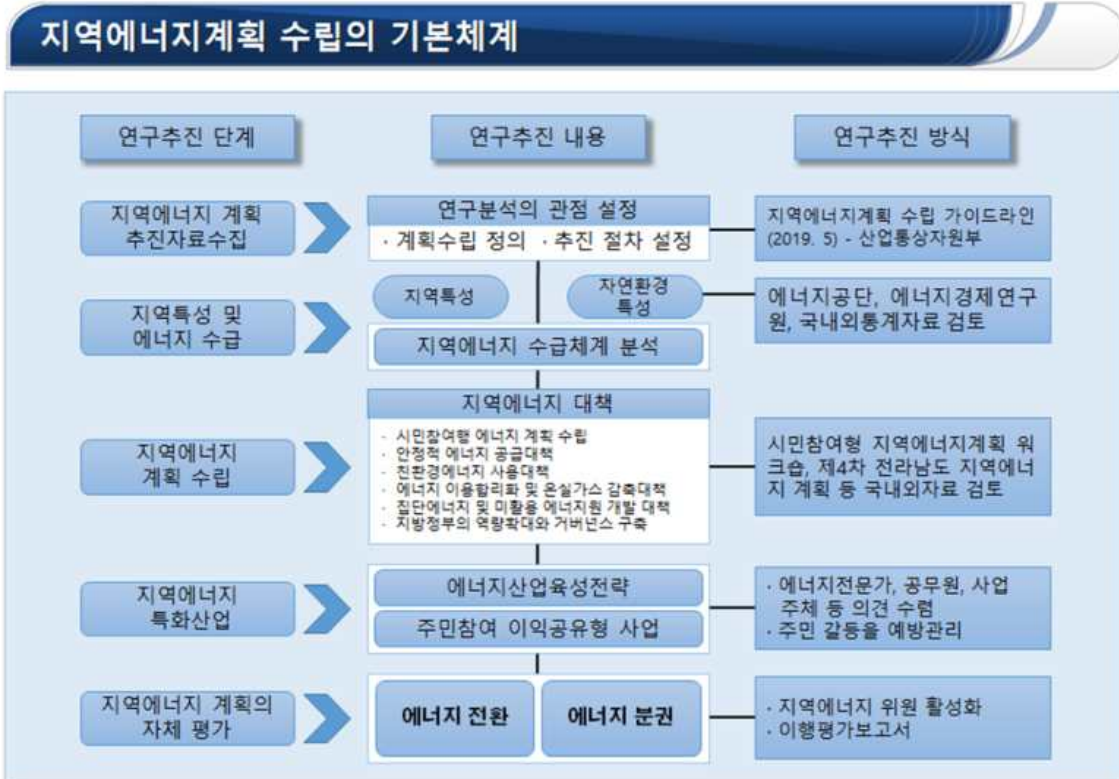 지역에너지계획 수립의 기본체계
연구추진 단계
연구추진 내용
연구추진 방식
지역에너지 계획
추진자료수집
연구분석의 관점 설정
· 계획수립 정의 · 추진 절차 설정
지역에너지계획 수립 가이드라인
(2019. 5) - 산업통상자원부
지역특성 및
에너지 수급
지역특성
자연환경
특성
지역에너지 수급체계 분석
에너지공단, 에너지경제연구
원, 국내외통계자료 검토
지역에너지
계획 수립
지역에너지 대책
· 시민참여행 에너지 계획 수립
· 안정적 에너지 공급대책
· 친환경에너지 사용대책
· 에너지 이용합리화 및 온실가스 감축대책
· 집단에너지 및 미활용 에너지원 개발 대책
· 지방정부의 역량확대와 거버넌스 구축
시민참여형 지역에너지계획 워
크숍, 제4차 전라남도 지역에너
지 계획 등 국내외자료 검토
지역에너지
특화산업
에너지산업육성전략
주민참여 이익공유형 사업
· 에너지전문가, 공무원, 사업
주체 등 의견 수렴
· 주민 갈등을 예방관리
지역에너지 계획의
자체 평가
에너지 전환
에너지 분권
· 지역에너지 위원 활성화
· 이행평가보고서